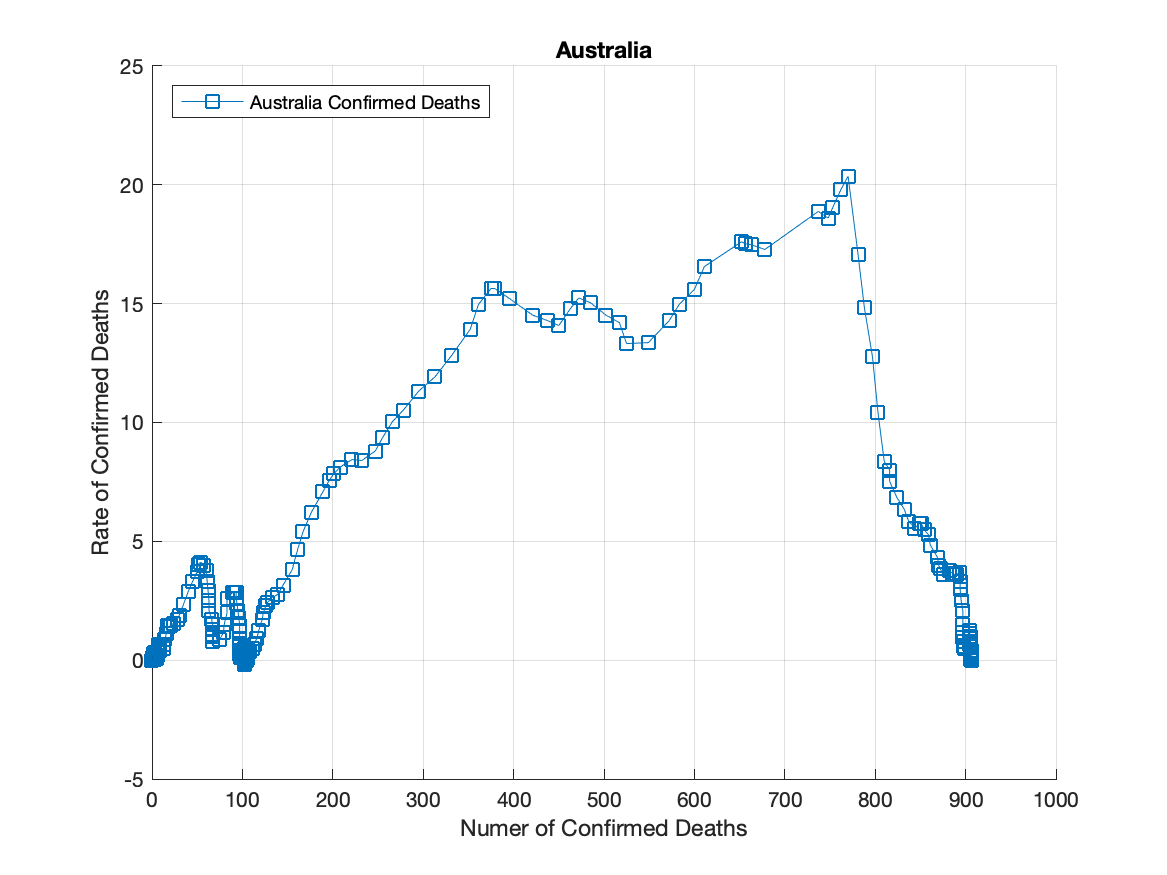 Australia
Australia Confirmed Deaths
25
20
15
10
5
0
-5
Rate of Confirmed Deaths
0 100 200 300 400 500 600 700 800 900 1000
Numer of Confirmed Deaths